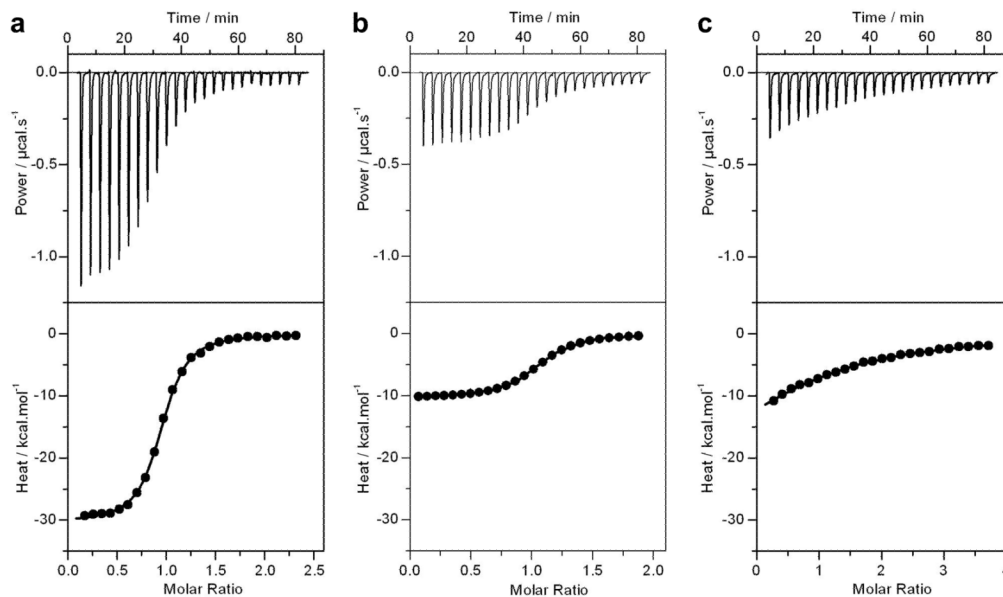 a
Time / min
0 20 40 60 80
0.0
-0.5
-1.0
Power / µcal.s⁻¹
0
-10
-20
-30
Heat / kcal.mol⁻¹
0.0 0.5 1.0 1.5 2.0 2.5
Molar Ratio
b
Time / min
0 20 40 60 80
0.0
-0.5
-1.0
Power / µcal.s⁻¹
0
-10
-20
-30
Heat / kcal.mol⁻¹
0.0 0.5 1.0 1.5 2.0
Molar Ratio
c
Time / min
0 20 40 60 80
0.0
-0.5
-1.0
Power / µcal.s⁻¹
0
-10
-20
-30
Heat / kcal.mol⁻¹
0 1 2 3
Molar Ratio